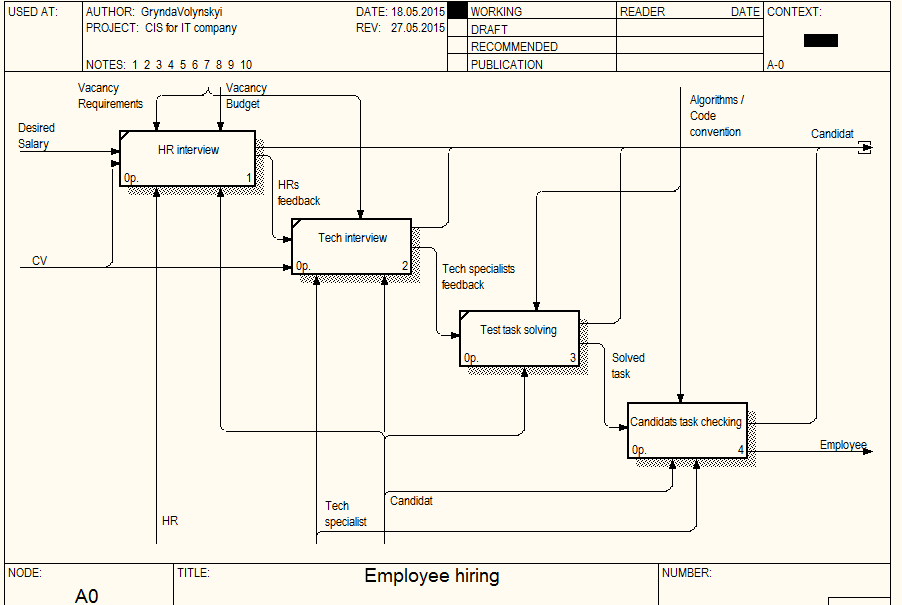 USED AT:
AUTHOR: GryndaVolynskyi
DATE: 18.05.2015
PROJECT: CIS for IT company
REV: 27.05.2015
NOTES: 1 2 3 4 5 6 7 8 9 10
WORKING
DRAFT
RECOMMENDED
PUBLICATION
READER
DATE
CONTEXT:
A-0
Vacancy
Requirements
Vacancy
Budget
Algorithms /
Code
convention
Desired
Salary
Candidat
HR interview
0p.
1
HRs
feedback
CV
Tech interview
0p.
2
Tech specialists
feedback
Test task solving
0p.
3
Solved
task
Candidats task checking
0p.
4
Employee
HR
Tech
specialist
Candidat
NODE:
A0
TITLE:
Employee hiring
NUMBER: